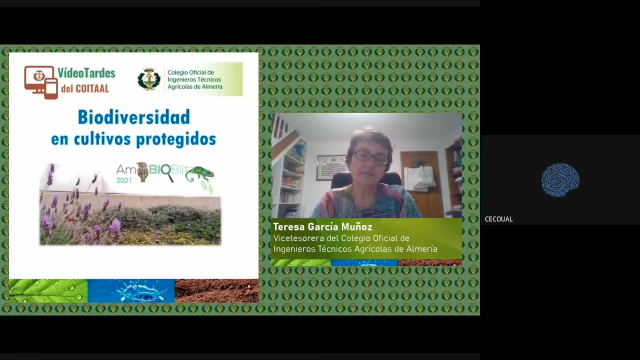 VídeoTardes
del COITAAL
Colegio Oficial de
Ingenieros Técnicos
Agrícolas de Almería
Biodiversidad
en cultivos protegidos
BIOBlitz
2021
Teresa García Muñoz
Vicetesorera del Colegio Oficial de
Ingenieros Técnicos Agrícolas de Almería
CECOUAL